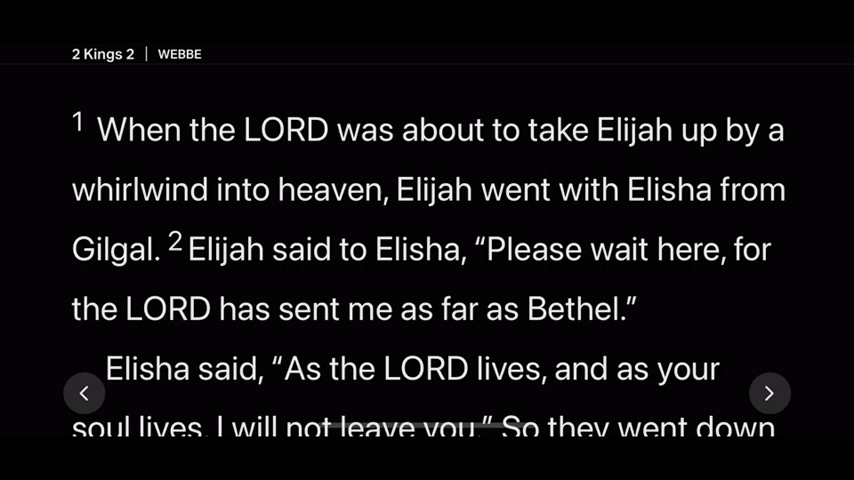 2 Kings 2 | WEBBE
1 When the LORD was about to take Elijah up by a
whirlwind into heaven, Elijah went with Elisha from
Gilgal. 2 Elijah said to Elisha, “Please wait here, for
the LORD has sent me as far as Bethel.”
Elisha said, “As the LORD lives, and as your
soul lives, I will not leave you.” So they went down